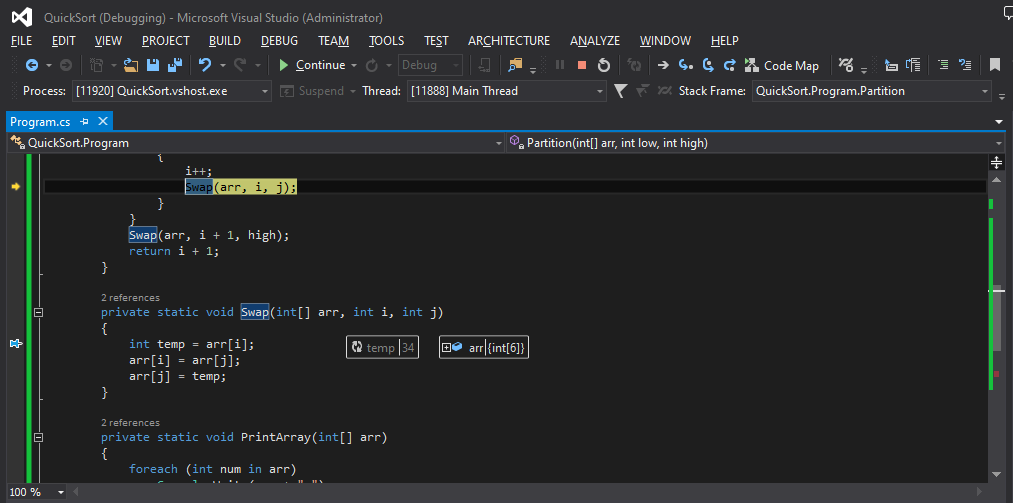 QuickSort (Debugging) - Microsoft Visual Studio (Administrator)
FILE EDIT VIEW PROJECT BUILD DEBUG TEAM TOOLS TEST ARCHITECTURE ANALYZE WINDOW HELP
Continue Debug Code Map
Process: [11920] QuickSort.vshost.exe Suspend Thread: [11888] Main Thread Stack Frame: QuickSort.Program.Partition
Program.cs
QuickSort.Program Partition(int[] arr, int low, int high)
{
i++;
Swap(arr, i, j);
}
}
Swap(arr, i + 1, high);
return i + 1;
}
2 references
private static void Swap(int[] arr, int i, int j)
{
int temp = arr[i]; temp 34 arr {int[6]}
arr[i] = arr[j];
arr[j] = temp;
}
2 references
private static void PrintArray(int[] arr)
{
foreach (int num in arr)
100 %